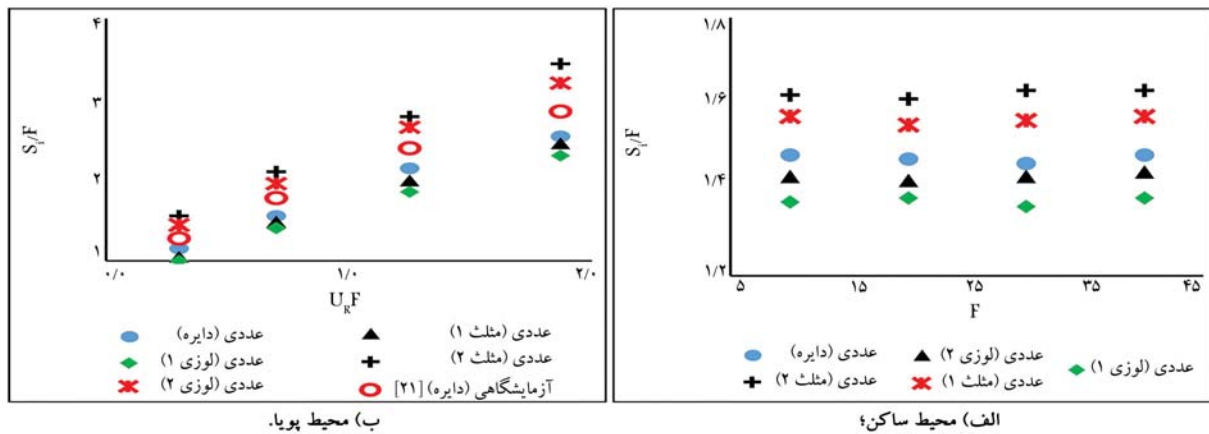 ۱/۸
۱/۶
۱/۴
۱/۲
Sᵢ/F
۵ ۱۵ ۲۵ ۳۵ ۴۵
F
عددی (لوزی ۱) عددی (لوزی ۲) عددی (دایره)
عددی (مثلث ۱) عددی (مثلث ۲)
الف) محیط ساکن؛
۴
۳
۲
۱
Sᵢ/F
۰/۰ ۱/۰ ۲/۰
U_RF
عددی (مثلث ۱) عددی (دایره)
عددی (مثلث ۲) عددی (لوزی ۱)
آزمایشگاهی (دایره) [۲۱] عددی (لوزی ۲)
ب) محیط پویا.